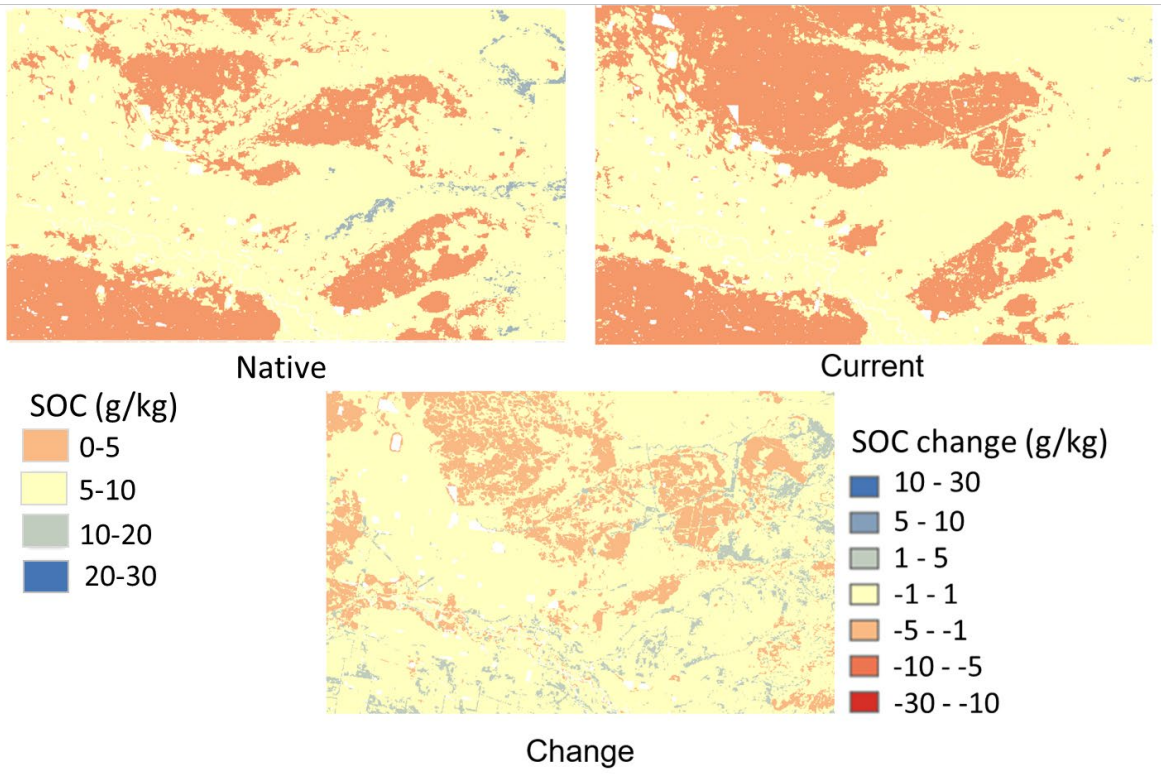 Native
Current
SOC (g/kg)
0-5
5-10
10-20
20-30
SOC change (g/kg)
10 - 30
5 - 10
1 - 5
-1 - 1
-5 - -1
-10 - -5
-30 - -10
Change